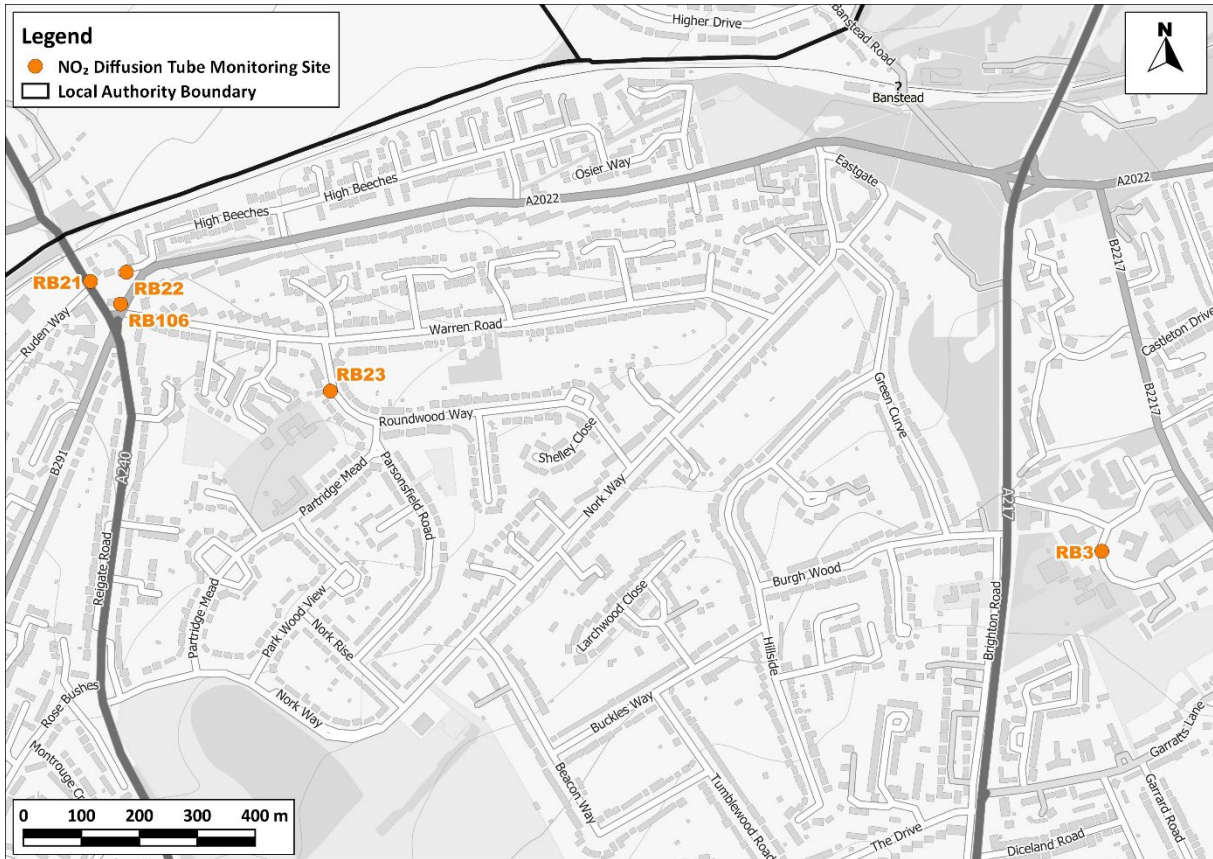 Legend
NO₂ Diffusion Tube Monitoring Site
Local Authority Boundary
N
Higher Drive
Banstead Road
?
Banstead
Osier Way
High Beeches
High Beeches
A2022
Eastgate
A2022
B2217
RB21
RB22
RB106
Ruden Way
Warren Road
Castleton Drive
RB23
Roundwood Way
Green Curve
B2217
Shelley Close
B291
A240
Partridge Mead
Parsonsfield Road
Nork Way
A217
RB3
Reigate Road
Burgh Wood
Larchwood Close
Partridge Mead
Park Wood View
Nork Rise
Hillside
Brighton Road
Rose Bushes
Nork Way
Buckles Way
Garratts Lane
Montrouge Cr
Beacon Way
Tumblewood Road
Garrard Road
The Drive
Diceland Road
0 100 200 300 400 m